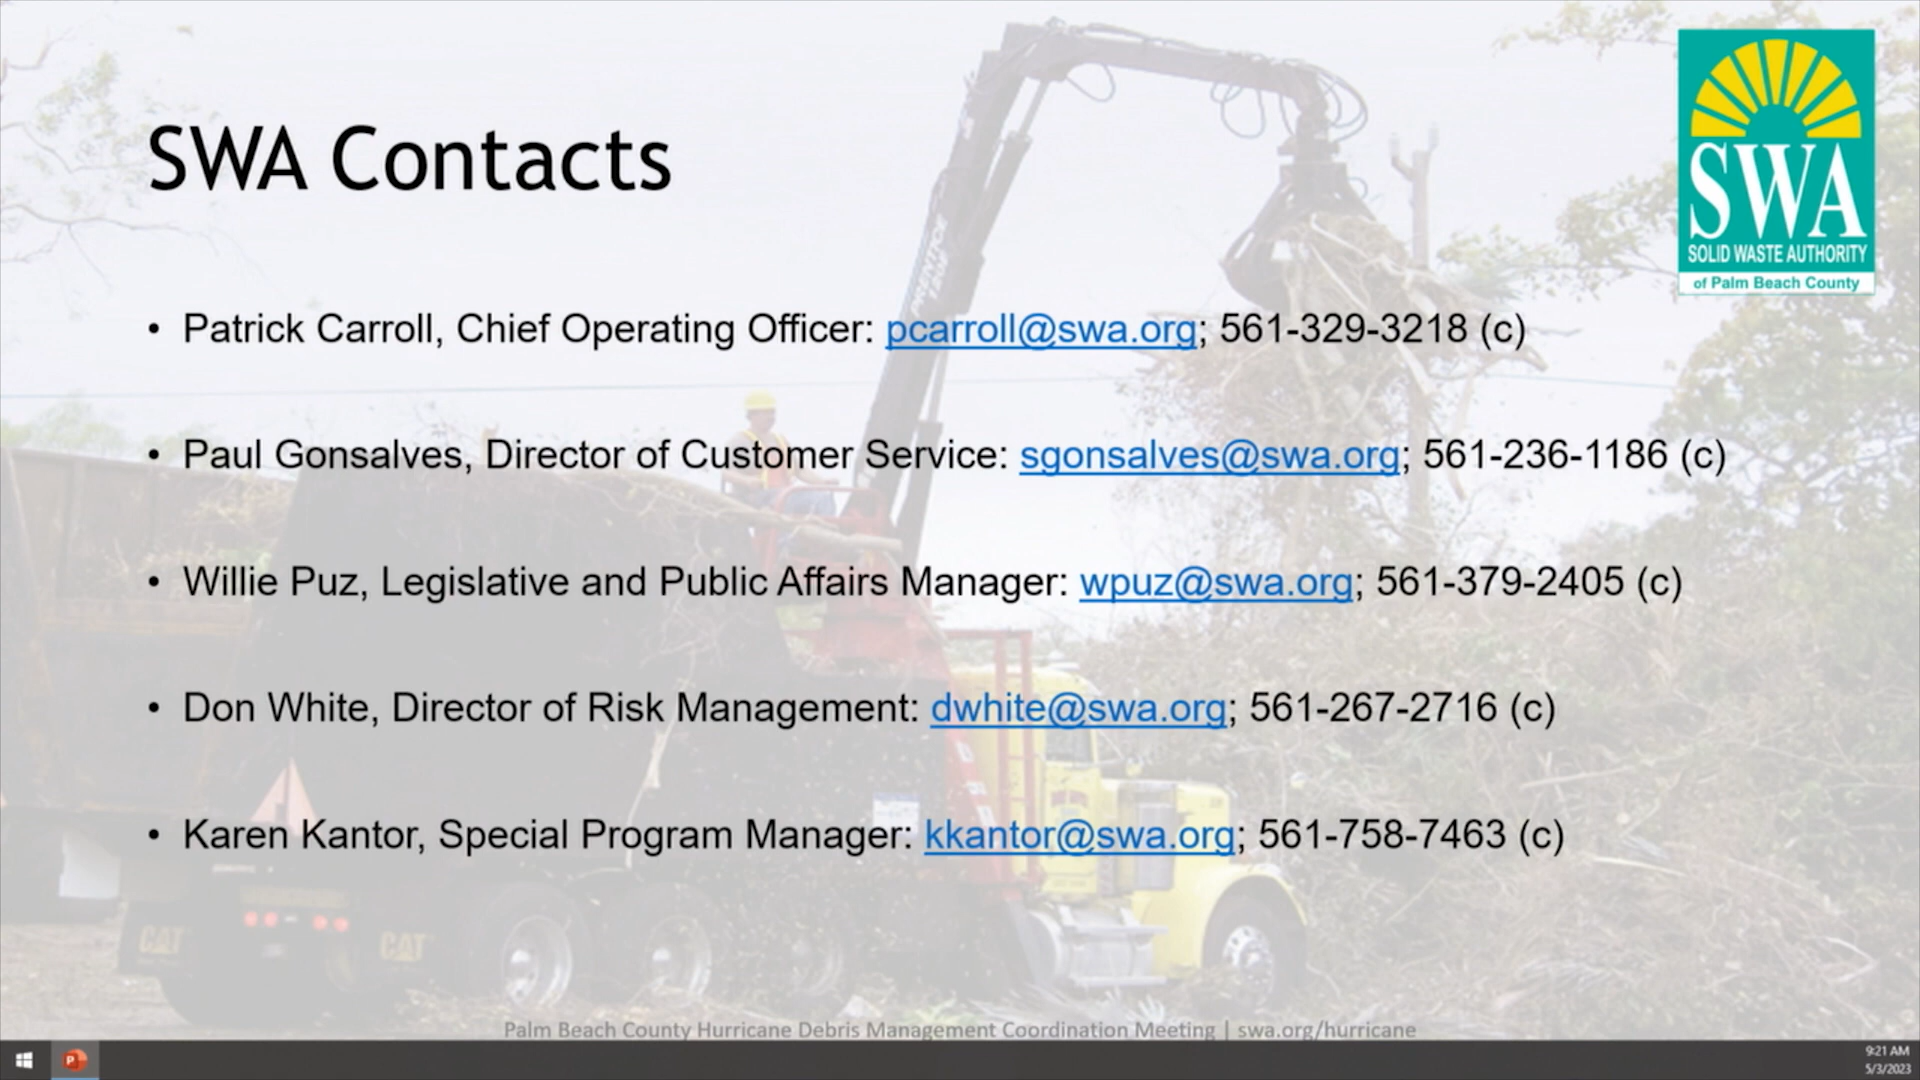 SWA Contacts
SWA
SOLID WASTE AUTHORITY
of Palm Beach County
• Patrick Carroll, Chief Operating Officer: pcarroll@swa.org; 561-329-3218 (c)
• Paul Gonsalves, Director of Customer Service: sgonsalves@swa.org; 561-236-1186 (c)
• Willie Puz, Legislative and Public Affairs Manager: wpuz@swa.org; 561-379-2405 (c)
• Don White, Director of Risk Management: dwhite@swa.org; 561-267-2716 (c)
• Karen Kantor, Special Program Manager: kkantor@swa.org; 561-758-7463 (c)
PRENTICE
CAT CAT
Palm Beach County Hurricane Debris Management Coordination Meeting | swa.org/hurricane
9:21 AM
5/3/2023